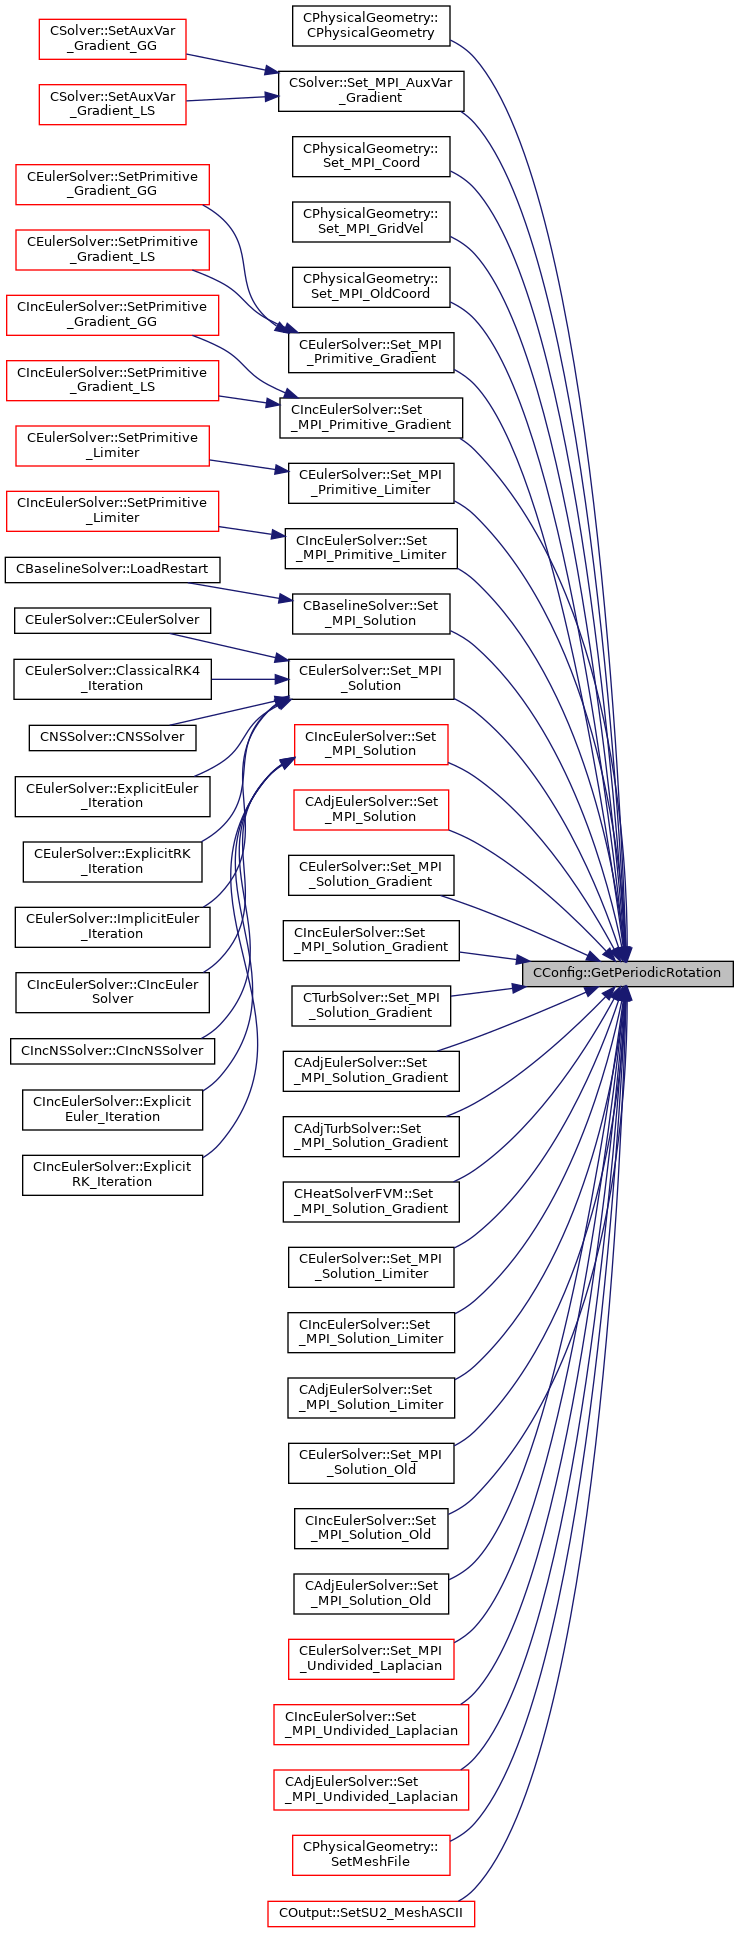 CSolver::SetAuxVar
_Gradient_GG
CSolver::SetAuxVar
_Gradient_LS
CEulerSolver::SetPrimitive
_Gradient_GG
CEulerSolver::SetPrimitive
_Gradient_LS
CIncEulerSolver::SetPrimitive
_Gradient_GG
CIncEulerSolver::SetPrimitive
_Gradient_LS
CEulerSolver::SetPrimitive
_Limiter
CIncEulerSolver::SetPrimitive
_Limiter
CBaselineSolver::LoadRestart
CEulerSolver::CEulerSolver
CEulerSolver::ClassicalRK4
_Iteration
CNSSolver::CNSSolver
CEulerSolver::ExplicitEuler
_Iteration
CEulerSolver::ExplicitRK
_Iteration
CEulerSolver::ImplicitEuler
_Iteration
CIncEulerSolver::CIncEuler
Solver
CIncNSSolver::CIncNSSolver
CIncEulerSolver::Explicit
Euler_Iteration
CIncEulerSolver::Explicit
RK_Iteration
CPhysicalGeometry::
CPhysicalGeometry
CSolver::Set_MPI_AuxVar
_Gradient
CPhysicalGeometry::
Set_MPI_Coord
CPhysicalGeometry::
Set_MPI_GridVel
CPhysicalGeometry::
Set_MPI_OldCoord
CEulerSolver::Set_MPI
_Primitive_Gradient
CIncEulerSolver::Set
_MPI_Primitive_Gradient
CEulerSolver::Set_MPI
_Primitive_Limiter
CIncEulerSolver::Set
_MPI_Primitive_Limiter
CBaselineSolver::Set
_MPI_Solution
CEulerSolver::Set_MPI
_Solution
CIncEulerSolver::Set
_MPI_Solution
CAdjEulerSolver::Set
_MPI_Solution
CEulerSolver::Set_MPI
_Solution_Gradient
CIncEulerSolver::Set
_MPI_Solution_Gradient
CTurbSolver::Set_MPI
_Solution_Gradient
CAdjEulerSolver::Set
_MPI_Solution_Gradient
CAdjTurbSolver::Set
_MPI_Solution_Gradient
CHeatSolverFVM::Set
_MPI_Solution_Gradient
CEulerSolver::Set_MPI
_Solution_Limiter
CIncEulerSolver::Set
_MPI_Solution_Limiter
CAdjEulerSolver::Set
_MPI_Solution_Limiter
CEulerSolver::Set_MPI
_Solution_Old
CIncEulerSolver::Set
_MPI_Solution_Old
CAdjEulerSolver::Set
_MPI_Solution_Old
CEulerSolver::Set_MPI
_Undivided_Laplacian
CIncEulerSolver::Set
_MPI_Undivided_Laplacian
CAdjEulerSolver::Set
_MPI_Undivided_Laplacian
CPhysicalGeometry::
SetMeshFile
COutput::SetSU2_MeshASCII
CConfig::GetPeriodicRotation